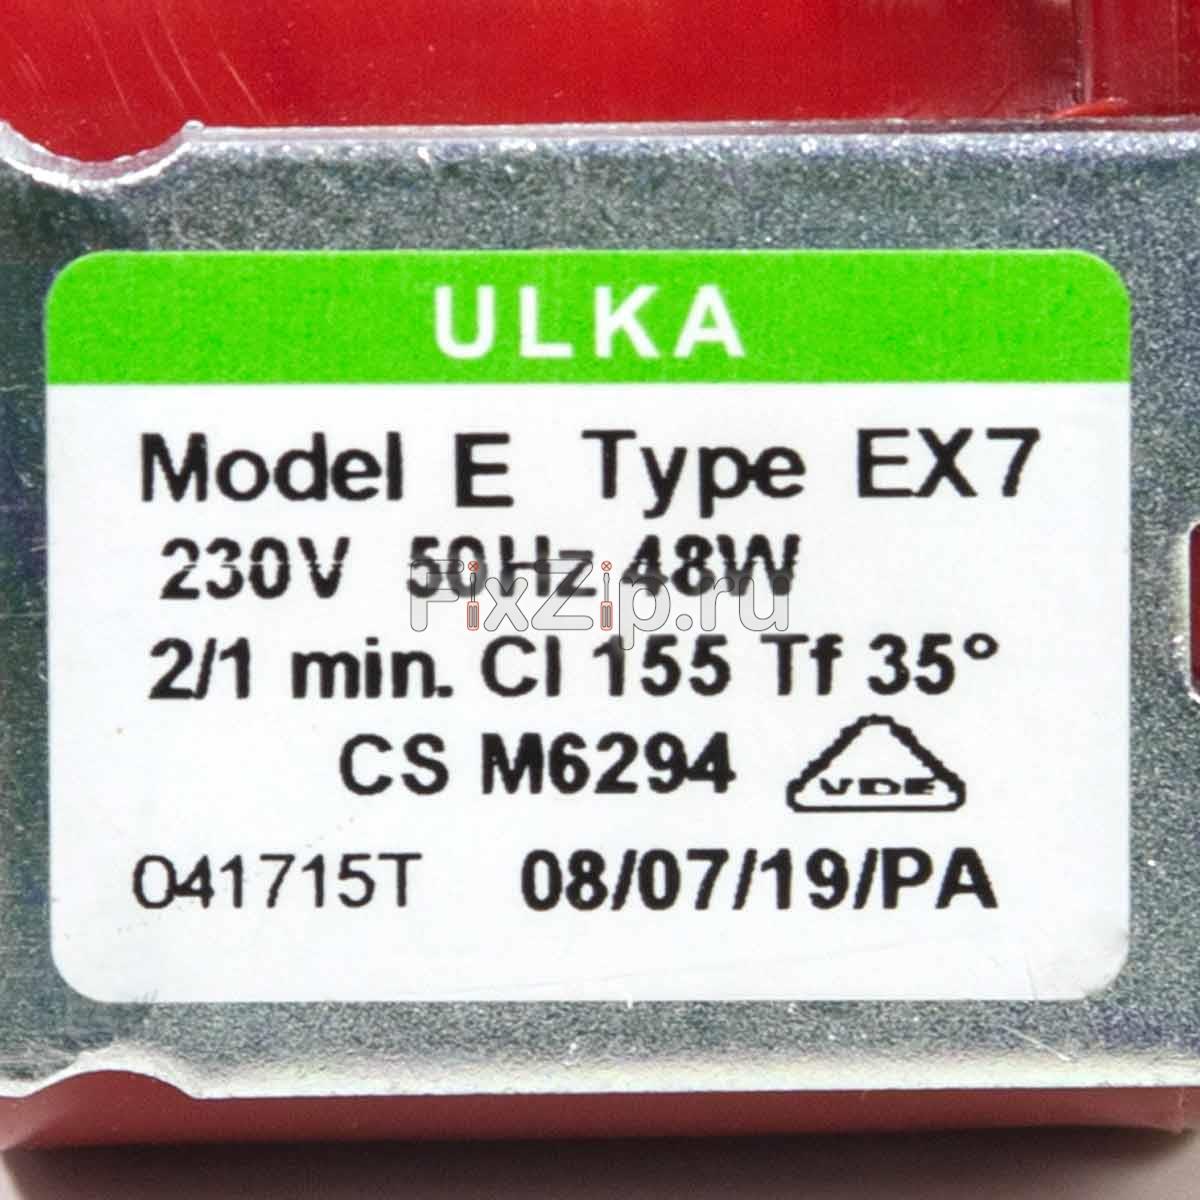 ULKA
Model E Type EX7
230V 50Hz 48W
FixZip.ru
2/1 min. Cl 155 Tf 35°
CS M6294 VDE
041715T 08/07/19/PA